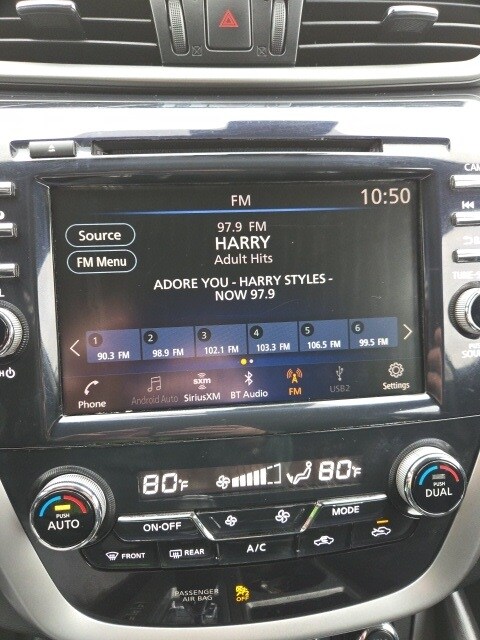 FM
10:50
97.9 FM
Source
HARRY
FM Menu
Adult Hits
ADORE YOU - HARRY STYLES -
NOW 97.9
1 2 3 4 5 6
90.3 FM 98.9 FM 102.1 FM 103.3 FM 106.5 FM 99.5 FM
sxm
Phone Android Auto SiriusXM BT Audio FM USB2 Settings
80°F 80°F
PUSH
AUTO
PUSH
DUAL
ON·OFF
MODE
FRONT REAR A/C
PASSENGER
AIR BAG
OFF